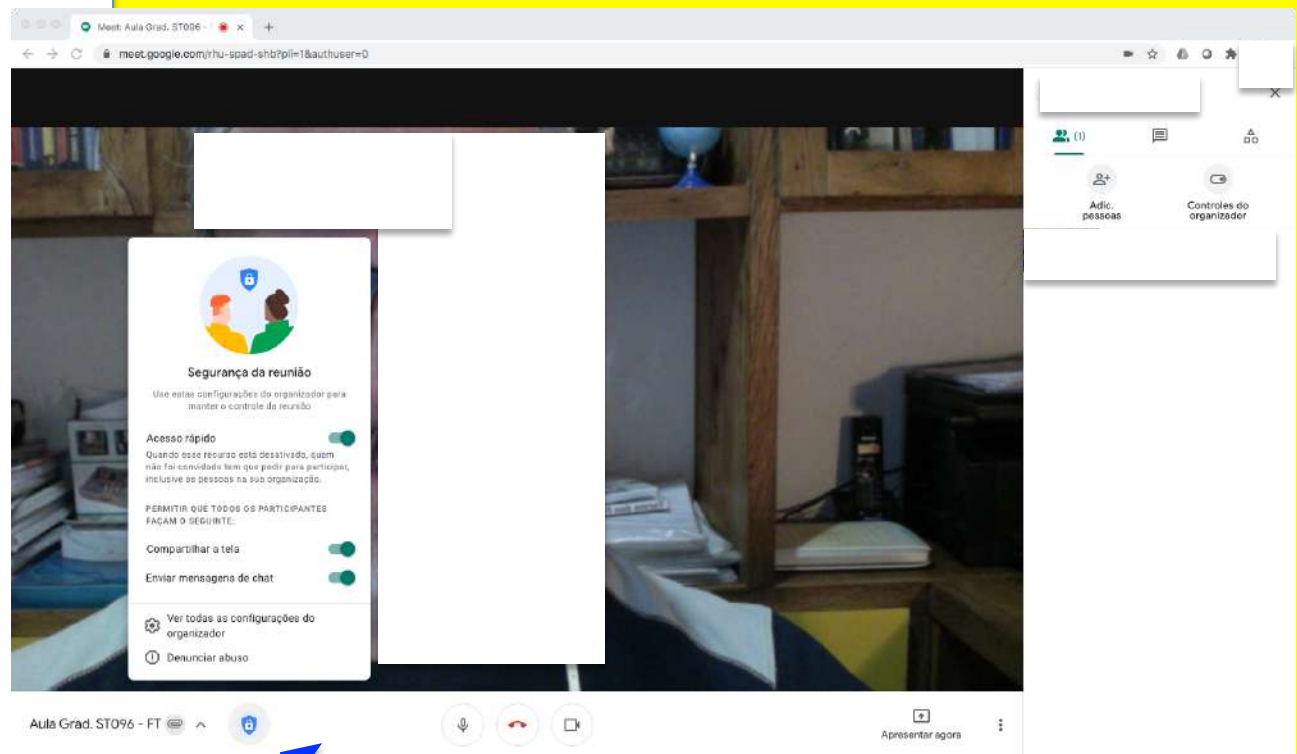 Meet: Aula Grad. ST096 -
meet.google.com/rhu-spad-shb?pli=1&authuser=0
(1)
Adic. pessoas
Controles do organizador
Segurança da reunião
Use estas configurações do organizador para
manter o controle da reunião
Acesso rápido
Quando esse recurso está desativado, quem
não foi convidado tem que pedir para participar,
inclusive as pessoas na sua organização.
PERMITIR QUE TODOS OS PARTICIPANTES
FAÇAM O SEGUINTE:
Compartilhar a tela
Enviar mensagens de chat
Ver todas as configurações do
organizador
Denunciar abuso
Aula Grad. ST096 - FT
Apresentar agora